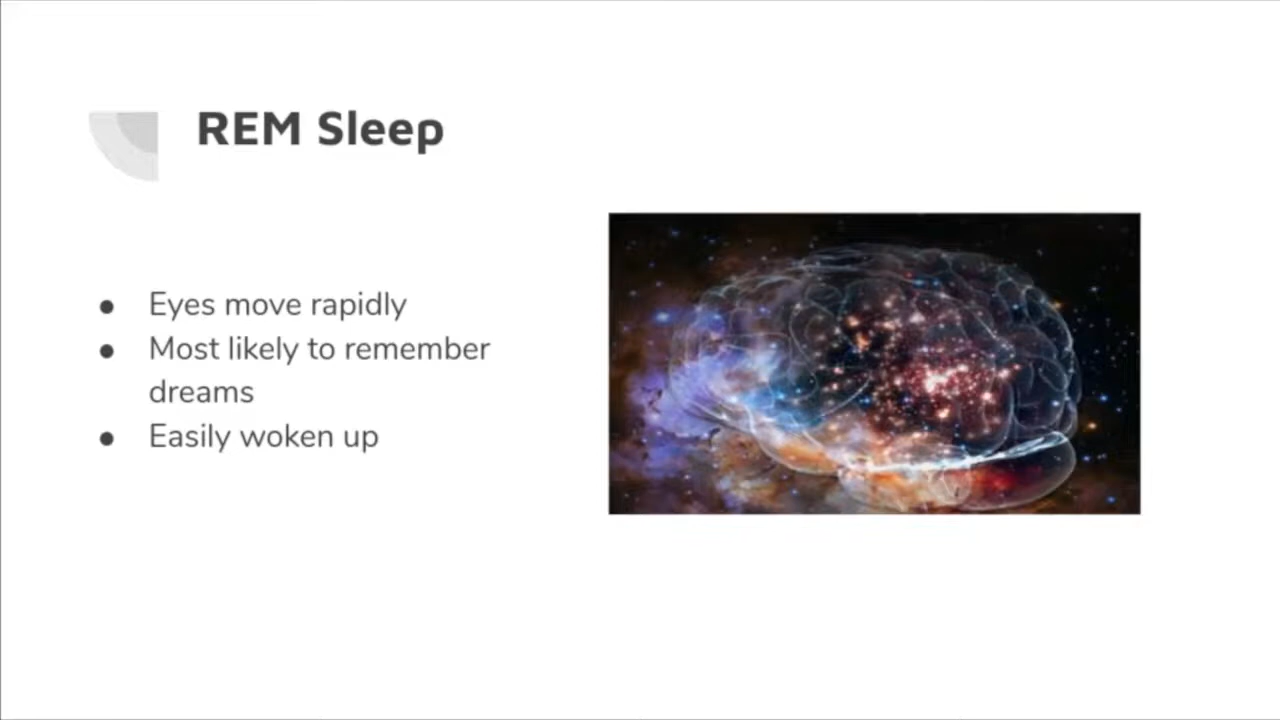 REM Sleep
● Eyes move rapidly
● Most likely to remember
dreams
● Easily woken up